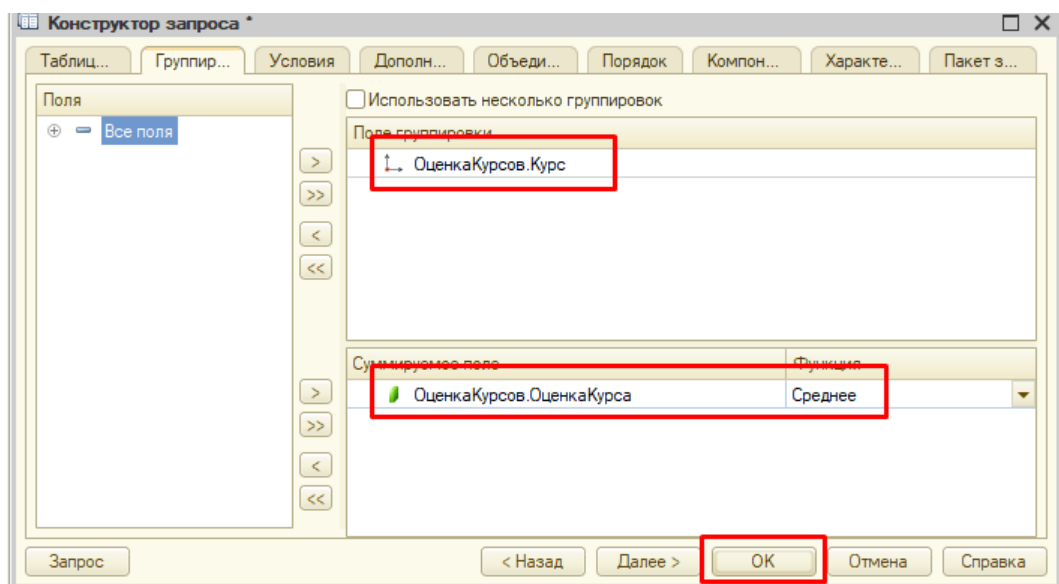 Конструктор запроса *
Таблиц... Группир... Условия Дополн... Объеди... Порядок Компон... Характе... Пакет з...
Поля
Использовать несколько группировок
Все поля
Поле группировки
ОценкаКурсов.Курс
>
>>
<
<<
Суммируемое поле Функция
ОценкаКурсов.ОценкаКурса Среднее
>
>>
<
<<
Запрос < Назад Далее > ОК Отмена Справка